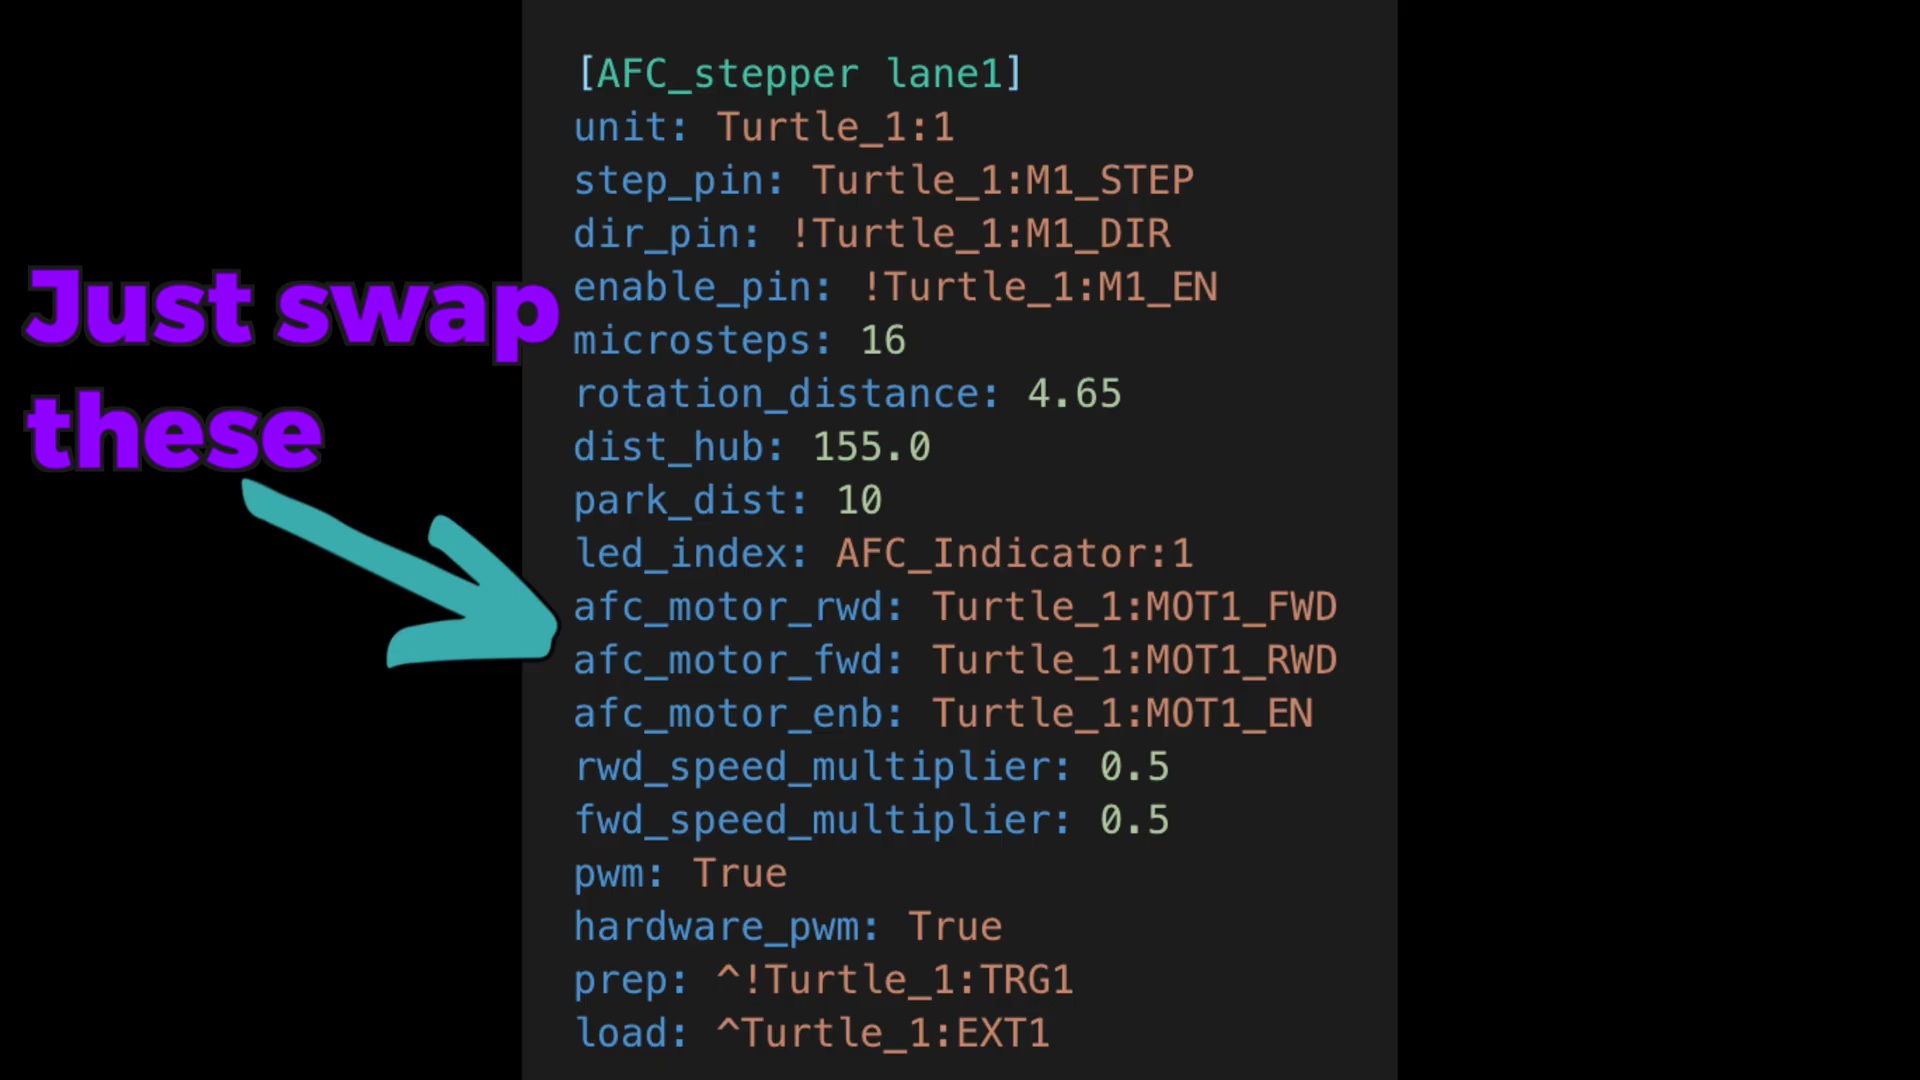 Just swap
these
[AFC_stepper lane1]
unit: Turtle_1:1
step_pin: Turtle_1:M1_STEP
dir_pin: !Turtle_1:M1_DIR
enable_pin: !Turtle_1:M1_EN
microsteps: 16
rotation_distance: 4.65
dist_hub: 155.0
park_dist: 10
led_index: AFC_Indicator:1
afc_motor_rwd: Turtle_1:MOT1_FWD
afc_motor_fwd: Turtle_1:MOT1_RWD
afc_motor_enb: Turtle_1:MOT1_EN
rwd_speed_multiplier: 0.5
fwd_speed_multiplier: 0.5
pwm: True
hardware_pwm: True
prep: ^!Turtle_1:TRG1
load: ^Turtle_1:EXT1